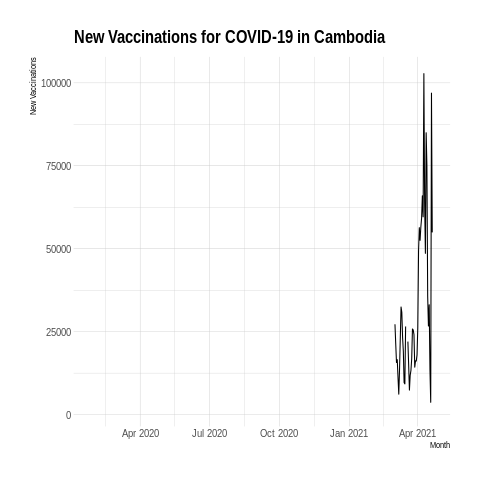 New Vaccinations for COVID-19 in Cambodia
New Vaccinations
100000
75000
50000
25000
0
Apr 2020 Jul 2020 Oct 2020 Jan 2021 Apr 2021
Month